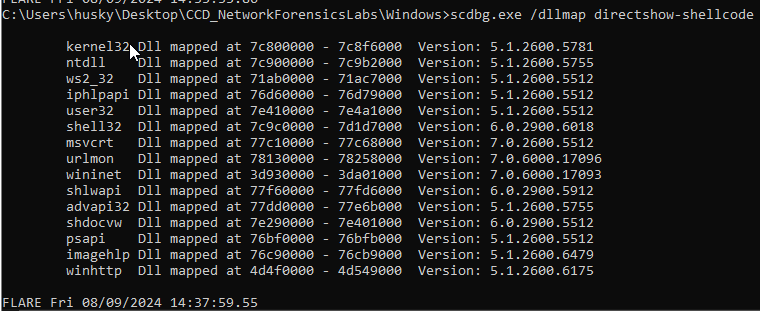 C:\Users\husky\Desktop\CCD_NetworkForensicsLabs\Windows>scdbg.exe /dllmap directshow-shellcode
kernel32 Dll mapped at 7c800000 - 7c8f6000 Version: 5.1.2600.5781
ntdll Dll mapped at 7c900000 - 7c9b2000 Version: 5.1.2600.5755
ws2_32 Dll mapped at 71ab0000 - 71ac7000 Version: 5.1.2600.5512
iphlpapi Dll mapped at 76d60000 - 76d79000 Version: 5.1.2600.5512
user32 Dll mapped at 7e410000 - 7e4a1000 Version: 5.1.2600.5512
shell32 Dll mapped at 7c9c0000 - 7d1d7000 Version: 6.0.2900.6018
msvcrt Dll mapped at 77c10000 - 77c68000 Version: 7.0.2600.5512
urlmon Dll mapped at 78130000 - 78258000 Version: 7.0.6000.17096
wininet Dll mapped at 3d930000 - 3da01000 Version: 7.0.6000.17093
shlwapi Dll mapped at 77f60000 - 77fd6000 Version: 6.0.2900.5912
advapi32 Dll mapped at 77dd0000 - 77e6b000 Version: 5.1.2600.5755
shdocvw Dll mapped at 7e290000 - 7e401000 Version: 6.0.2900.5512
psapi Dll mapped at 76bf0000 - 76bfb000 Version: 5.1.2600.5512
imagehlp Dll mapped at 76c90000 - 76cb9000 Version: 5.1.2600.6479
winhttp Dll mapped at 4d4f0000 - 4d549000 Version: 5.1.2600.6175
FLARE Fri 08/09/2024 14:37:59.55